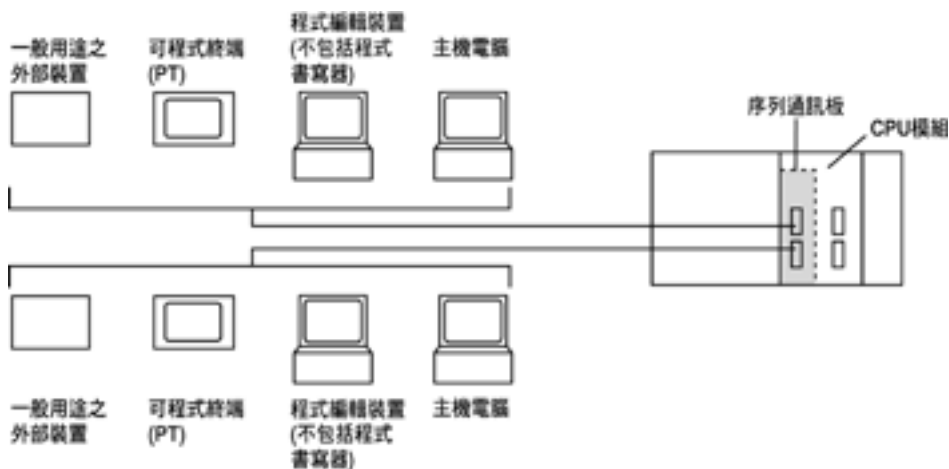 一般用途之
外部裝置
可程式終端
(PT)
程式編輯裝置
(不包括程式
書寫器)
主機電腦
序列通訊板
CPU模組
一般用途之
外部裝置
可程式終端
(PT)
程式編輯裝置
(不包括程式
書寫器)
主機電腦